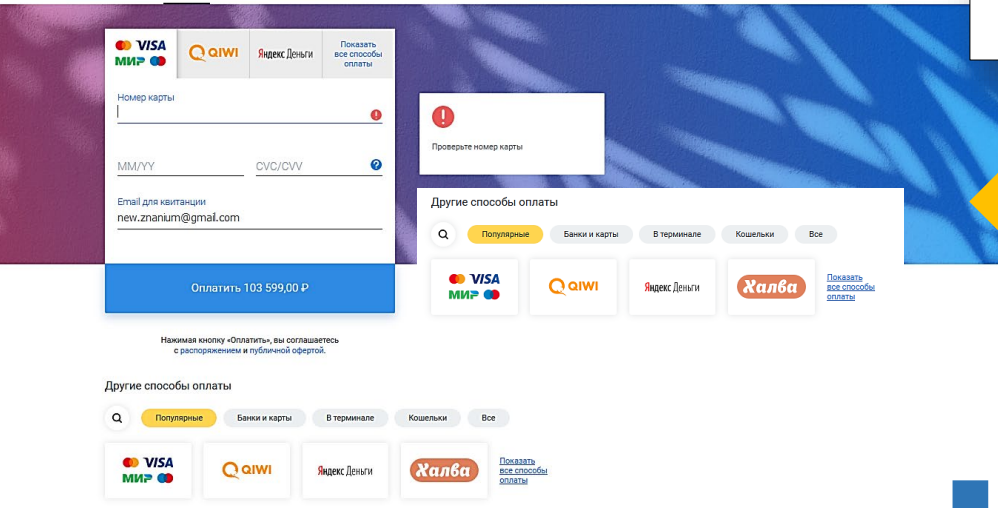 VISA
МИР
QIWI
Яндекс Деньги
Показать
все способы
оплаты
Номер карты
MM/YY
CVC/CVV
?
Email для квитанции
new.znanium@gmail.com
Оплатить 103 599,00 ₽
!
Проверьте номер карты
Другие способы оплаты
Популярные
Банки и карты
В терминале
Кошельки
Все
VISA
МИР
QIWI
Яндекс Деньги
Халва
Показать
все способы
оплаты
Нажимая кнопку «Оплатить», вы соглашаетесь
с распоряжением и публичной офертой.
Другие способы оплаты
Популярные
Банки и карты
В терминале
Кошельки
Все
VISA
МИР
QIWI
Яндекс Деньги
Халва
Показать
все способы
оплаты